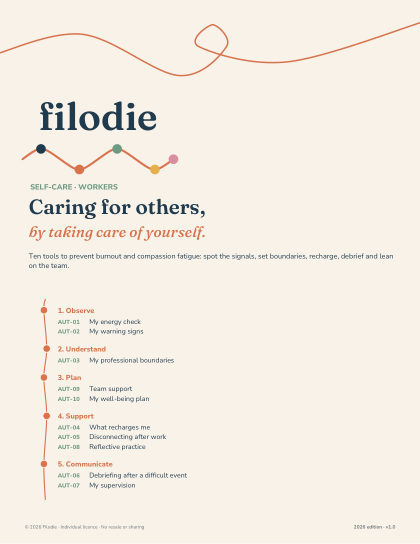 filodie
SELF-CARE · WORKERS
Caring for others,
by taking care of yourself.
Ten tools to prevent burnout and compassion fatigue: spot the signals, set boundaries, recharge, debrief and lean
on the team.
1. Observe
AUT-01 My energy check
AUT-02 My warning signs
2. Understand
AUT-03 My professional boundaries
3. Plan
AUT-09 Team support
AUT-10 My well-being plan
4. Support
AUT-04 What recharges me
AUT-05 Disconnecting after work
AUT-08 Reflective practice
5. Communicate
AUT-06 Debriefing after a difficult event
AUT-07 My supervision
© 2026 Filodie · Individual licence · No resale or sharing
2026 edition · v1.0